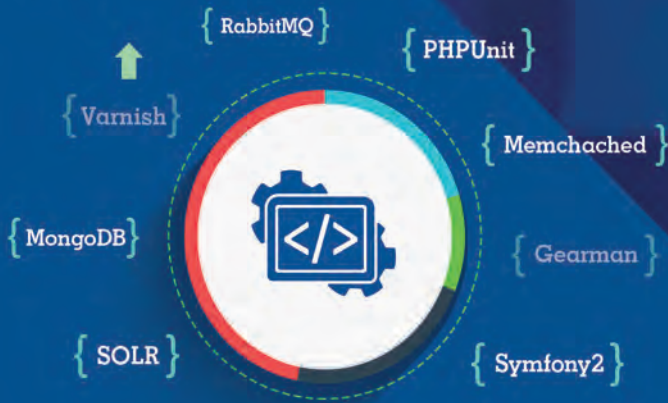 { RabbitMQ }
{ PHPUnit }
{ Varnish }
{ Memchached }
{ MongoDB }
</>
{ Gearman }
{ SOLR }
{ Symfony2 }